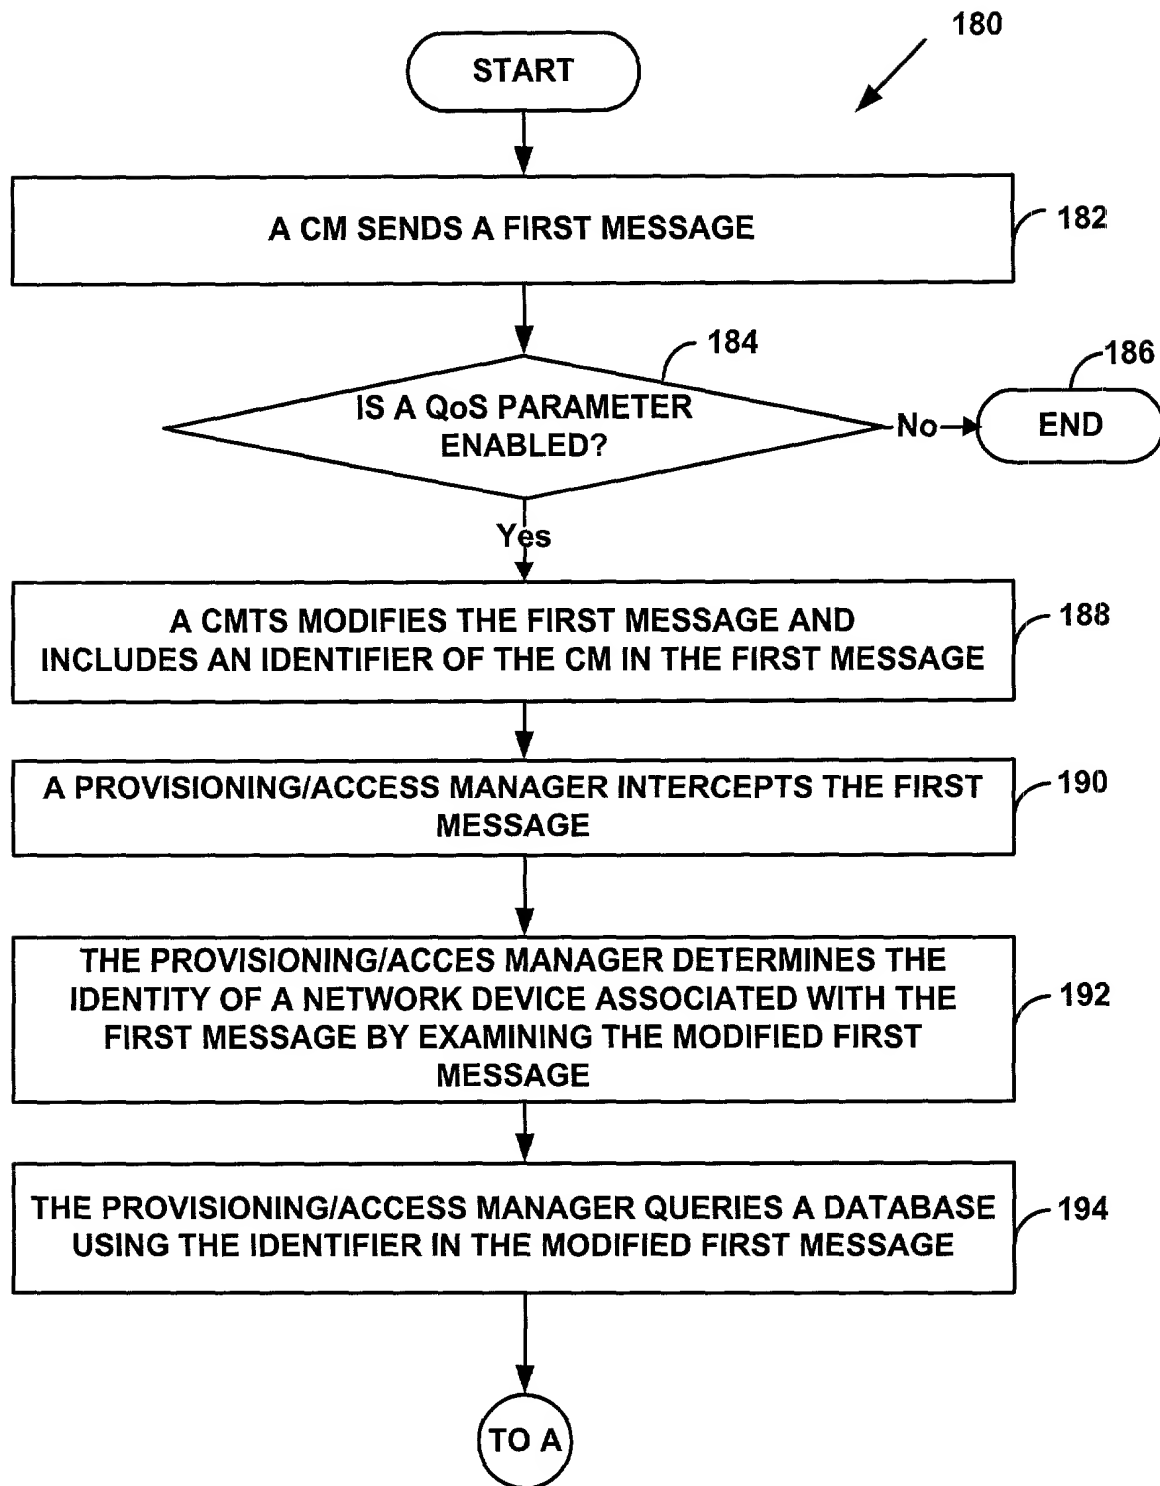 180
START
A CM SENDS A FIRST MESSAGE
182
184
186
IS A QoS PARAMETER
ENABLED?
No
END
Yes
A CMTS MODIFIES THE FIRST MESSAGE AND
INCLUDES AN IDENTIFIER OF THE CM IN THE FIRST MESSAGE
188
A PROVISIONING/ACCESS MANAGER INTERCEPTS THE FIRST
MESSAGE
190
THE PROVISIONING/ACCES MANAGER DETERMINES THE
IDENTITY OF A NETWORK DEVICE ASSOCIATED WITH THE
FIRST MESSAGE BY EXAMINING THE MODIFIED FIRST
MESSAGE
192
THE PROVISIONING/ACCESS MANAGER QUERIES A DATABASE
USING THE IDENTIFIER IN THE MODIFIED FIRST MESSAGE
194
TO A